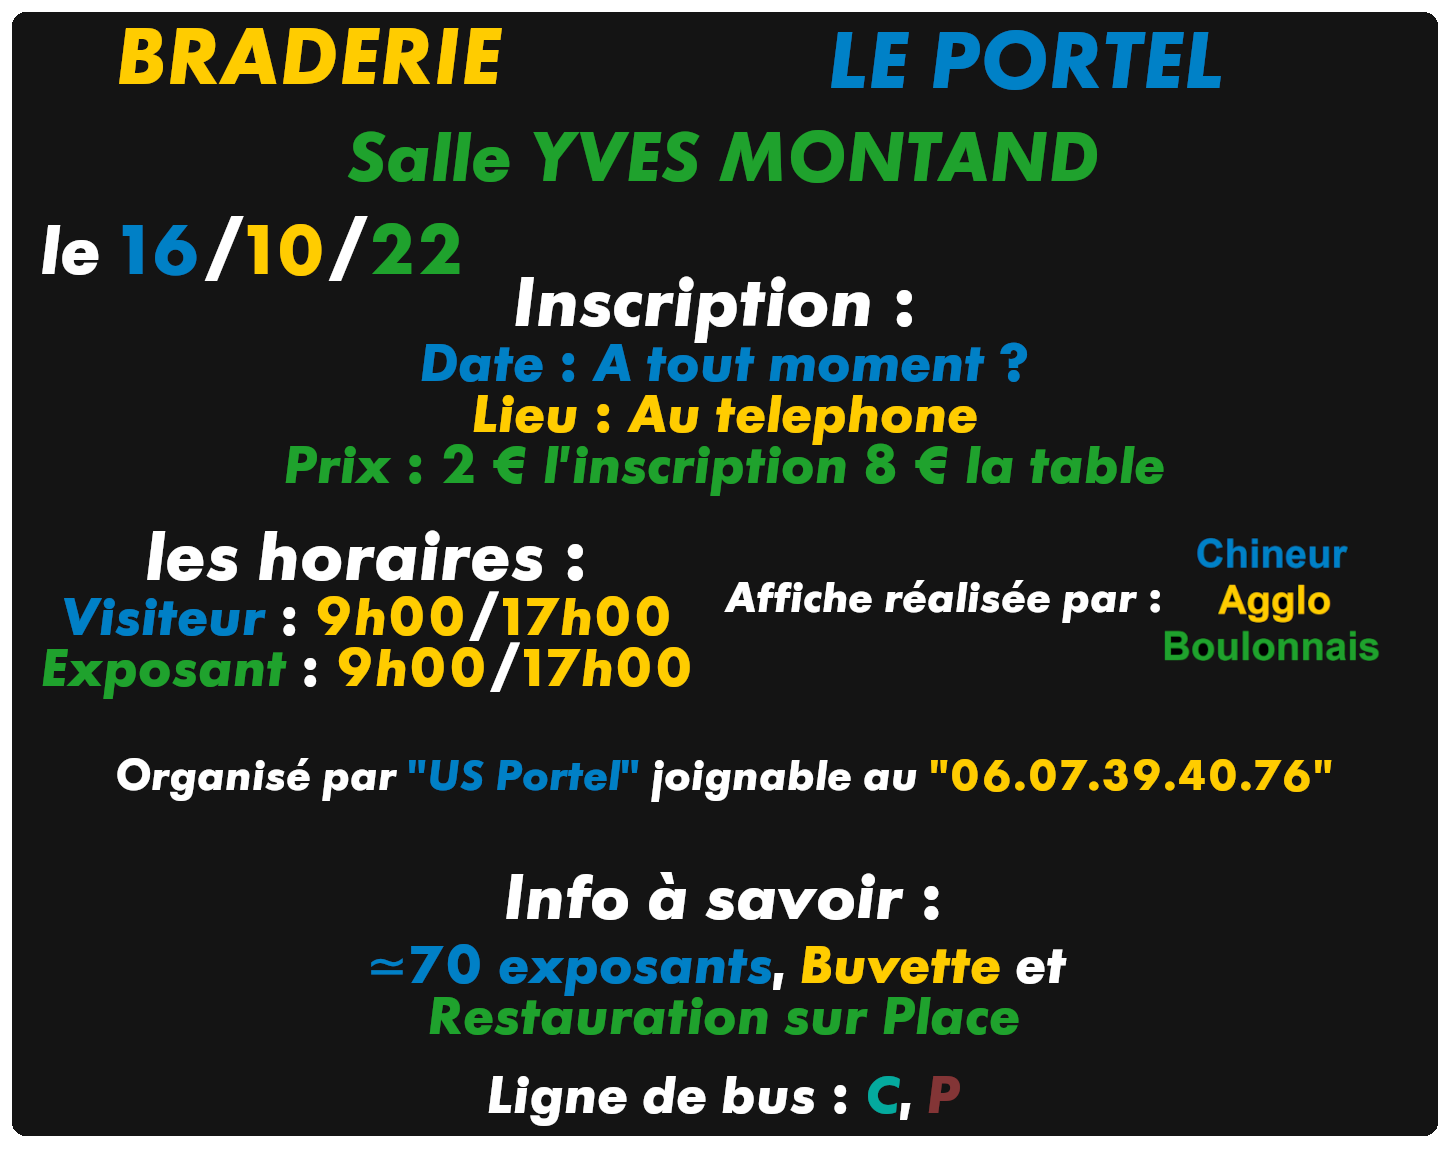 BRADERIE LE PORTEL
Salle YVES MONTAND
le 16/10/22
Inscription :
Date : A tout moment ?
Lieu : Au telephone
Prix : 2 € l'inscription 8 € la table
les horaires :
Visiteur : 9h00/17h00
Exposant : 9h00/17h00
Affiche réalisée par :
Chineur
Agglo
Boulonnais
Organisé par "US Portel" joignable au "06.07.39.40.76"
Info à savoir :
≃70 exposants, Buvette et
Restauration sur Place
Ligne de bus : C, P